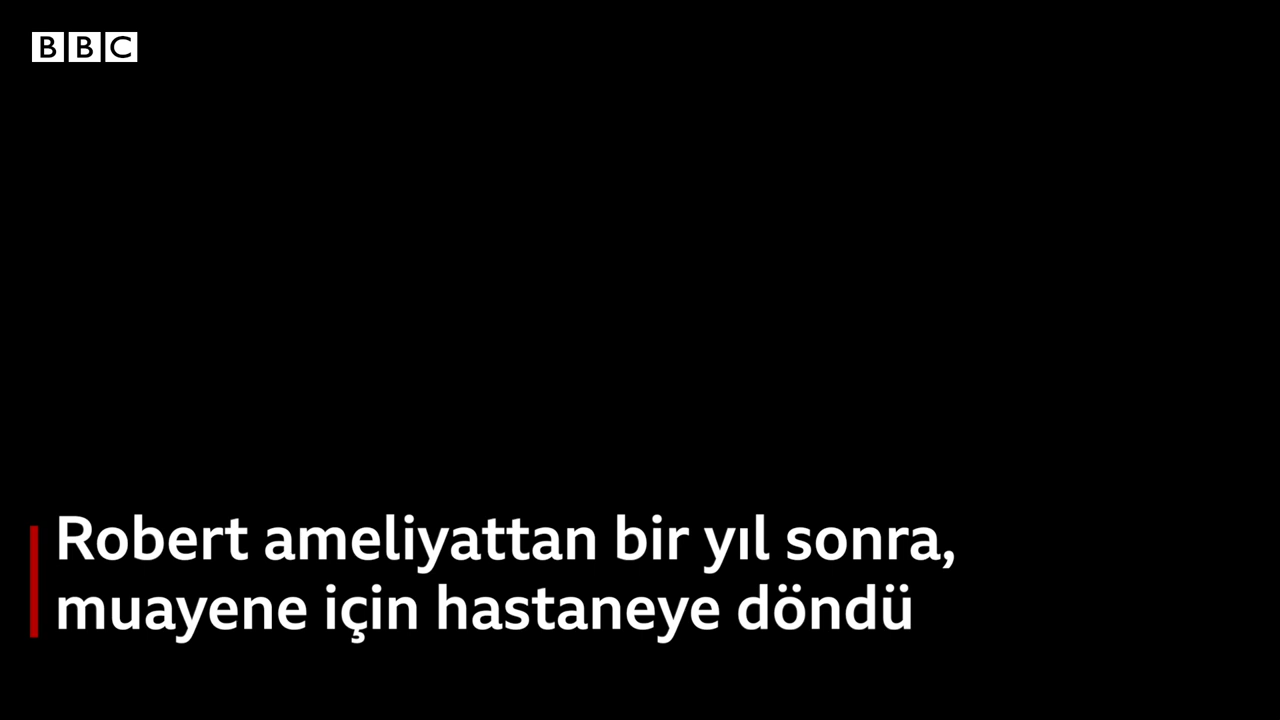 BBC
Robert ameliyattan bir yıl sonra,
muayene için hastaneye döndü